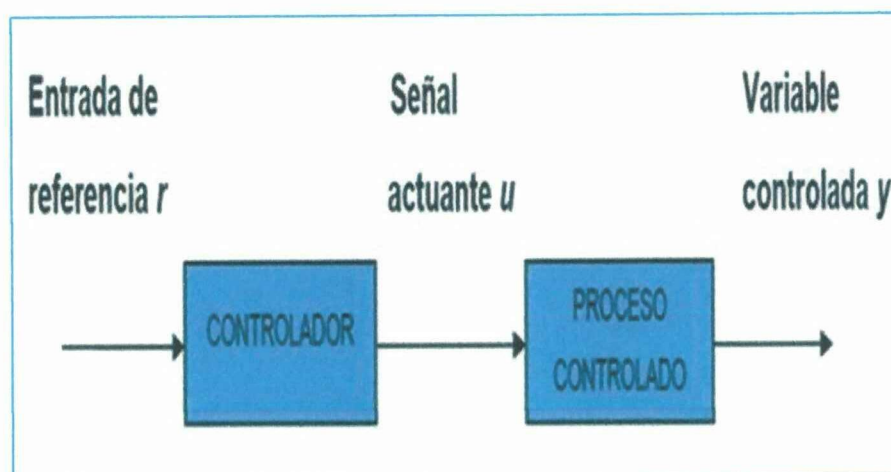 Entrada de
referencia r
Señal
actuante u
Variable
controlada y
CONTROLADOR
PROCESO
CONTROLADO